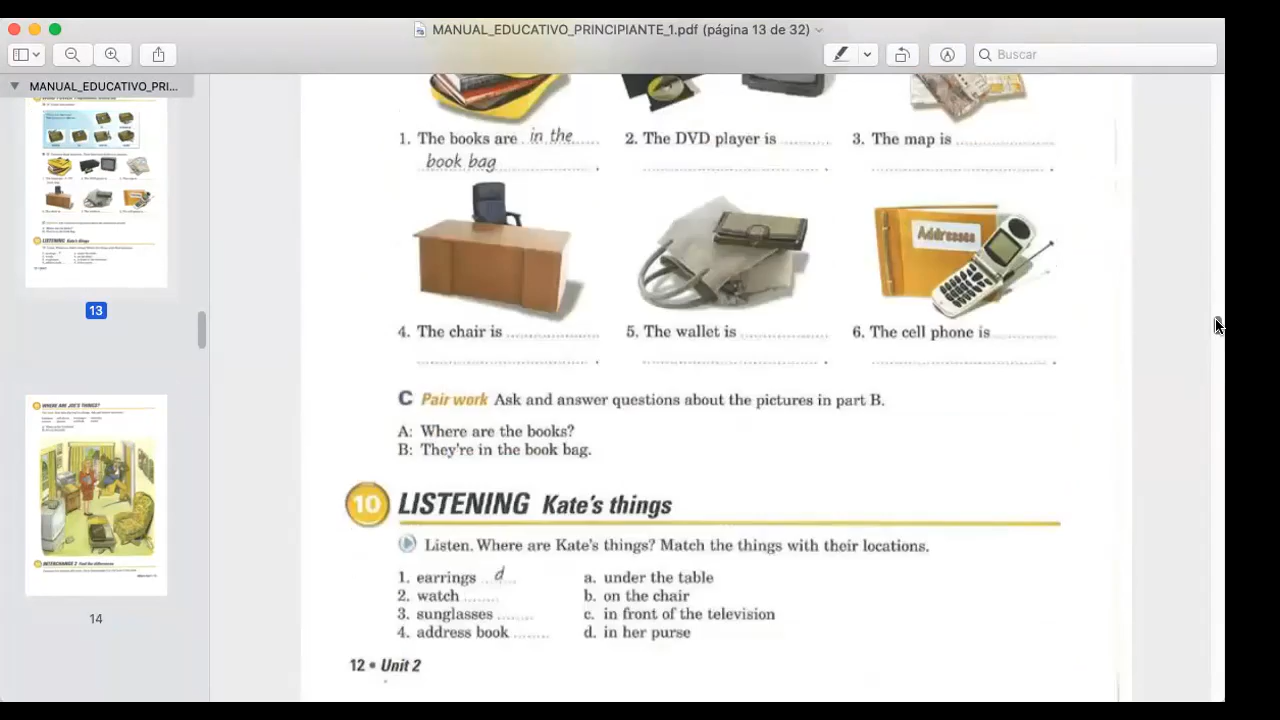 MANUAL_EDUCATIVO_PRINCIPIANTE_1.pdf (página 13 de 32)
Buscar
MANUAL_EDUCATIVO_PRI...
13
WHERE ARE JOE'S THINGS?
14
1. The books are in the
book bag.
2. The DVD player is
3. The map is
Addresses
4. The chair is
5. The wallet is
6. The cell phone is
C Pair work Ask and answer questions about the pictures in part B.
A: Where are the books?
B: They're in the book bag.
10 LISTENING Kate's things
Listen. Where are Kate's things? Match the things with their locations.
1. earrings d
2. watch
3. sunglasses
4. address book
a. under the table
b. on the chair
c. in front of the television
d. in her purse
12 • Unit 2